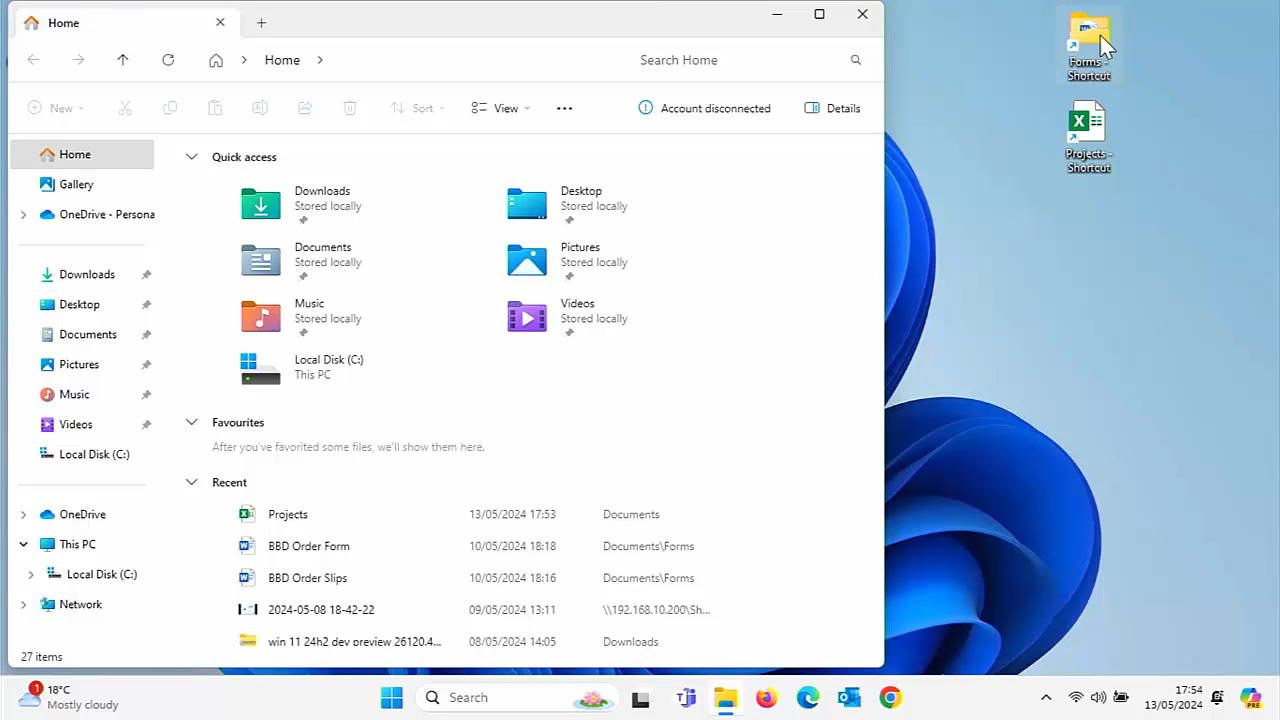 Home
Home
Search Home
New
Sort
View
Account disconnected
Details
Home
Gallery
OneDrive - Persona
Downloads
Desktop
Documents
Pictures
Music
Videos
Local Disk (C:)
OneDrive
This PC
Local Disk (C:)
Network
27 items
Quick access
Downloads
Stored locally
Desktop
Stored locally
Documents
Stored locally
Pictures
Stored locally
Music
Stored locally
Videos
Stored locally
Local Disk (C:)
This PC
Favourites
After you've favorited some files, we'll show them here.
Recent
Projects 13/05/2024 17:53 Documents
BBD Order Form 10/05/2024 18:18 Documents\Forms
BBD Order Slips 10/05/2024 18:16 Documents\Forms
2024-05-08 18-42-22 09/05/2024 13:11 \\192.168.10.200\Sh...
win 11 24h2 dev preview 26120.4... 08/05/2024 14:05 Downloads
Forms -
Shortcut
Projects -
Shortcut
1
18°C
Mostly cloudy
Search
17:54
13/05/2024
PRE